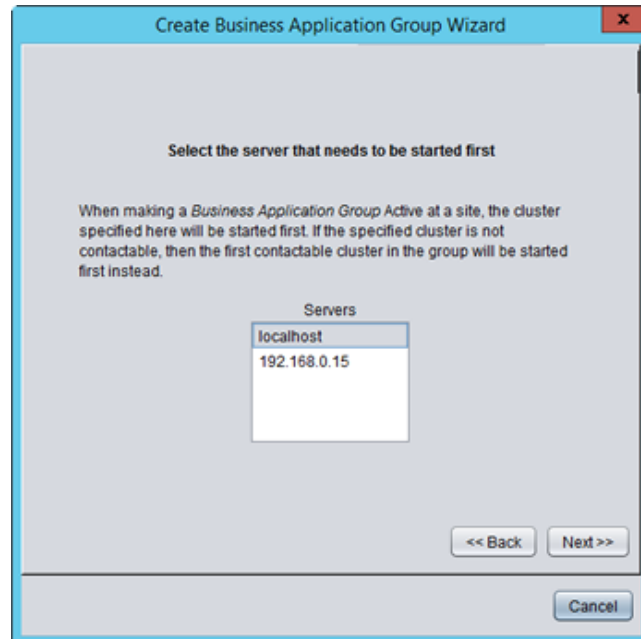 Create Business Application Group Wizard
x
Select the server that needs to be started first
When making a Business Application Group Active at a site, the cluster
specified here will be started first. If the specified cluster is not
contactable, then the first contactable cluster in the group will be started
first instead.
Servers
localhost
192.168.0.15
<< Back
Next >>
Cancel